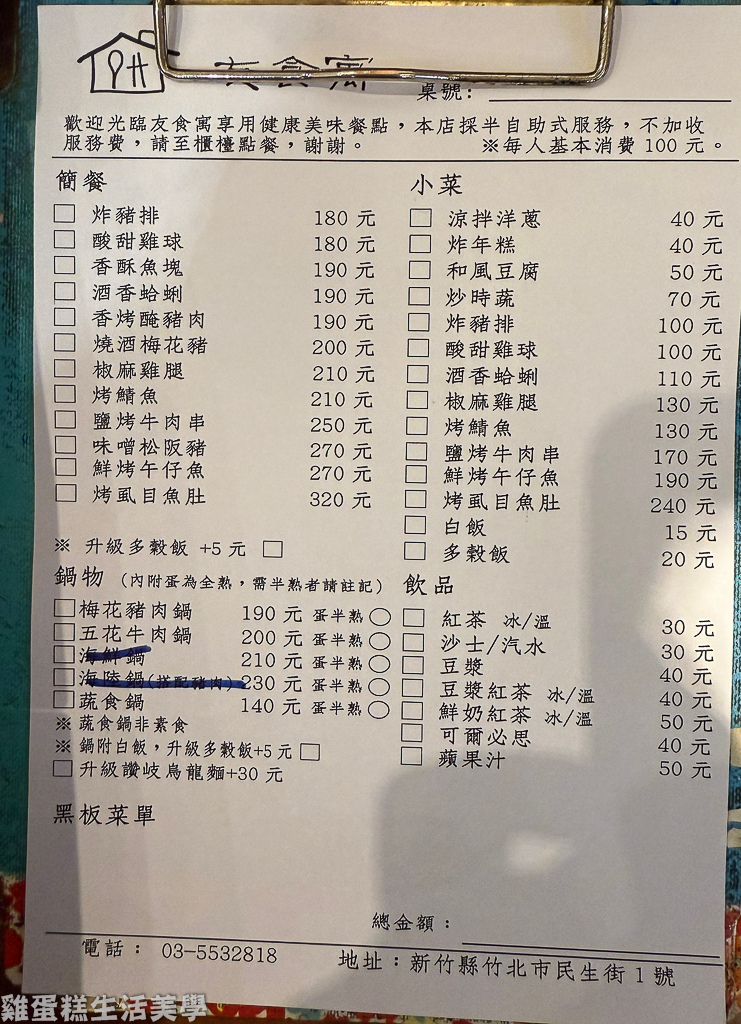 友食寓
桌號:
歡迎光臨友食寓享用健康美味餐點，本店採半自助式服務，不加收
服務費，請至櫃檯點餐，謝謝。 ※每人基本消費 100 元。
簡餐
炸豬排 180 元
酸甜雞球 180 元
香酥魚塊 190 元
酒香蛤蜊 190 元
香烤醃豬肉 190 元
燒酒梅花豬 200 元
椒麻雞腿 210 元
烤鯖魚 210 元
鹽烤牛肉串 250 元
味噌松阪豬 270 元
鮮烤午仔魚 270 元
烤虱目魚肚 320 元
※ 升級多穀飯 +5 元
鍋物 (內附蛋為全熟，需半熟者請註記)
梅花豬肉鍋 190 元 蛋半熟
五花牛肉鍋 200 元 蛋半熟
海鮮鍋 210 元 蛋半熟
海陸鍋(搭配豬肉) 230 元 蛋半熟
蔬食鍋 140 元 蛋半熟
※ 蔬食鍋非素食
※ 鍋附白飯，升級多穀飯+5 元
升級讚岐烏龍麵+30 元
黑板菜單
小菜
涼拌洋蔥 40 元
炸年糕 40 元
和風豆腐 50 元
炒時蔬 70 元
炸豬排 100 元
酸甜雞球 100 元
酒香蛤蜊 110 元
椒麻雞腿 130 元
烤鯖魚 130 元
鹽烤牛肉串 170 元
鮮烤午仔魚 190 元
烤虱目魚肚 240 元
白飯 15 元
多穀飯 20 元
飲品
紅茶 冰/溫 30 元
沙士/汽水 30 元
豆漿 40 元
豆漿紅茶 冰/溫 40 元
鮮奶紅茶 冰/溫 50 元
可爾必思 40 元
蘋果汁 50 元
總金額：
電話： 03-5532818
地址：新竹縣竹北市民生街 1 號
雞蛋糕生活美學